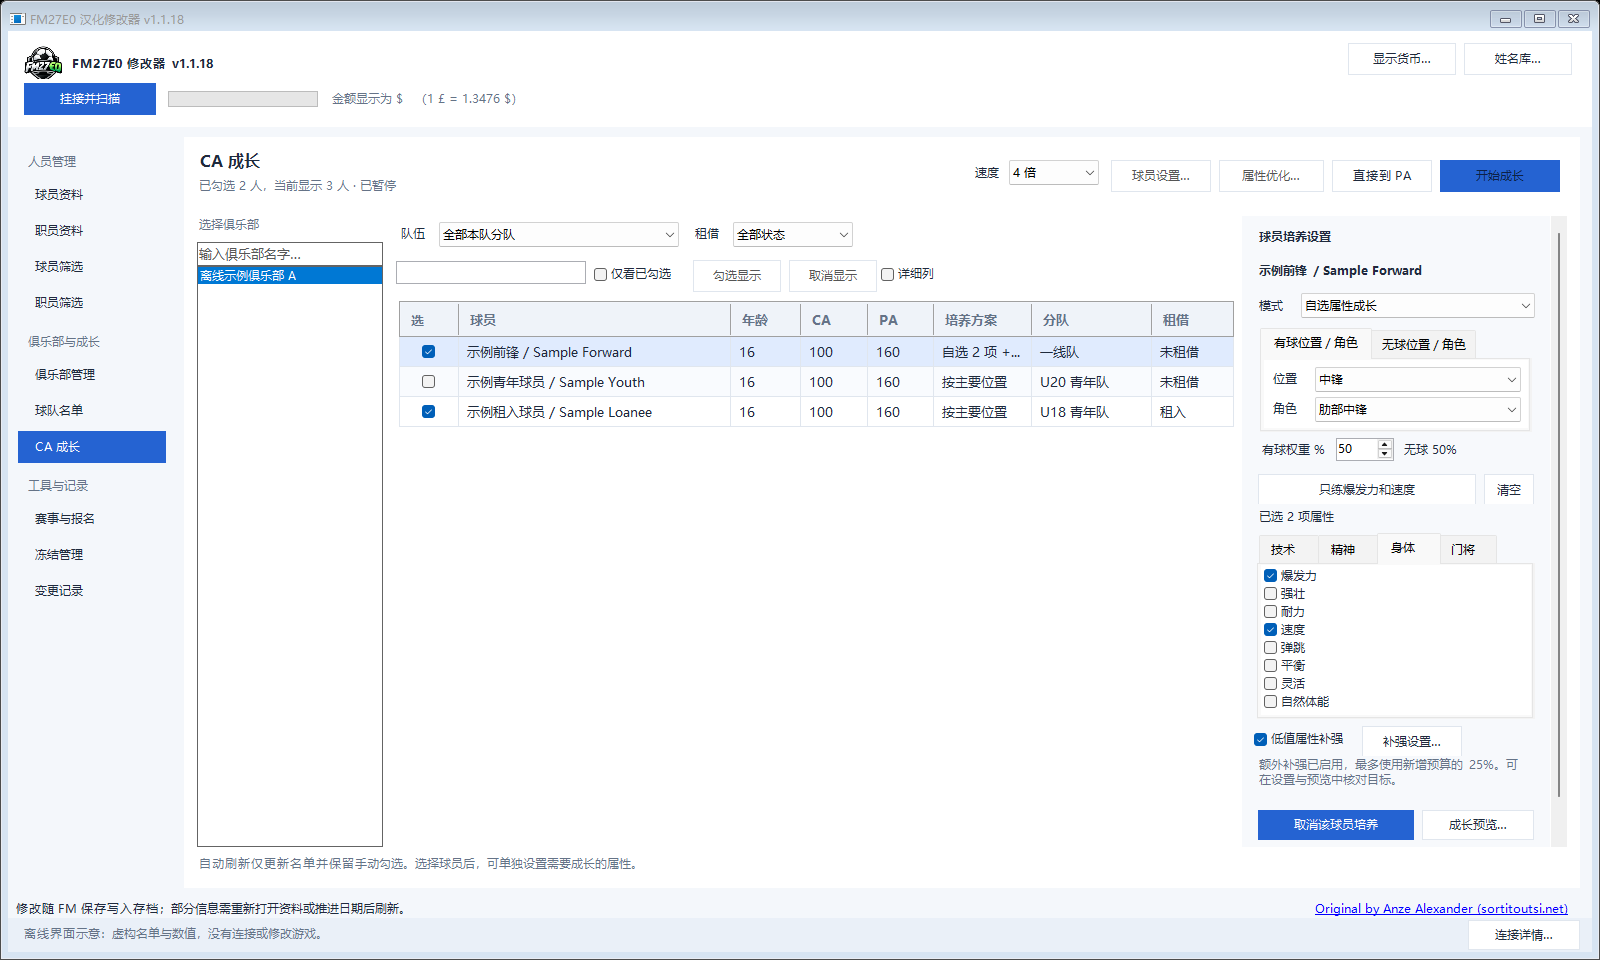 FM27E0 汉化修改器 v1.1.18
FM27E0 修改器 v1.1.18
显示货币...
姓名库...
挂接并扫描
金额显示为 $ (1 £ = 1.3476 $)
人员管理
球员资料
职员资料
球员筛选
职员筛选
俱乐部与成长
俱乐部管理
球队名单
CA 成长
工具与记录
赛事与报名
冻结管理
变更记录
CA 成长
已勾选 2 人，当前显示 3 人 · 已暂停
速度 4 倍
球员设置...
属性优化...
直接到 PA
开始成长
选择俱乐部
输入俱乐部名字...
离线示例俱乐部 A
队伍 全部本队分队 租借 全部状态
仅看已勾选 勾选显示 取消显示 详细列
选 球员 年龄 CA PA 培养方案 分队 租借
示例前锋 / Sample Forward 16 100 160 自选 2 项 +... 一线队 未租借
示例青年球员 / Sample Youth 16 100 160 按主要位置 U20 青年队 未租借
示例租入球员 / Sample Loanee 16 100 160 按主要位置 U18 青年队 租入
自动刷新仅更新名单并保留手动勾选。选择球员后，可单独设置需要成长的属性。
球员培养设置
示例前锋 / Sample Forward
模式 自选属性成长
有球位置 / 角色 无球位置 / 角色
位置 中锋
角色 肋部中锋
有球权重 % 50 无球 50%
只练爆发力和速度 清空
已选 2 项属性
技术 精神 身体 门将
爆发力
强壮
耐力
速度
弹跳
平衡
灵活
自然体能
低值属性补强 补强设置...
额外补强已启用，最多使用新增预算的 25%。可
在设置与预览中核对目标。
取消该球员培养 成长预览...
修改随 FM 保存写入存档；部分信息需重新打开资料或推进日期后刷新。
Original by Anze Alexander (sortitoutsi.net)
离线界面示意：虚构名单与数值，没有连接或修改游戏。
连接详情...